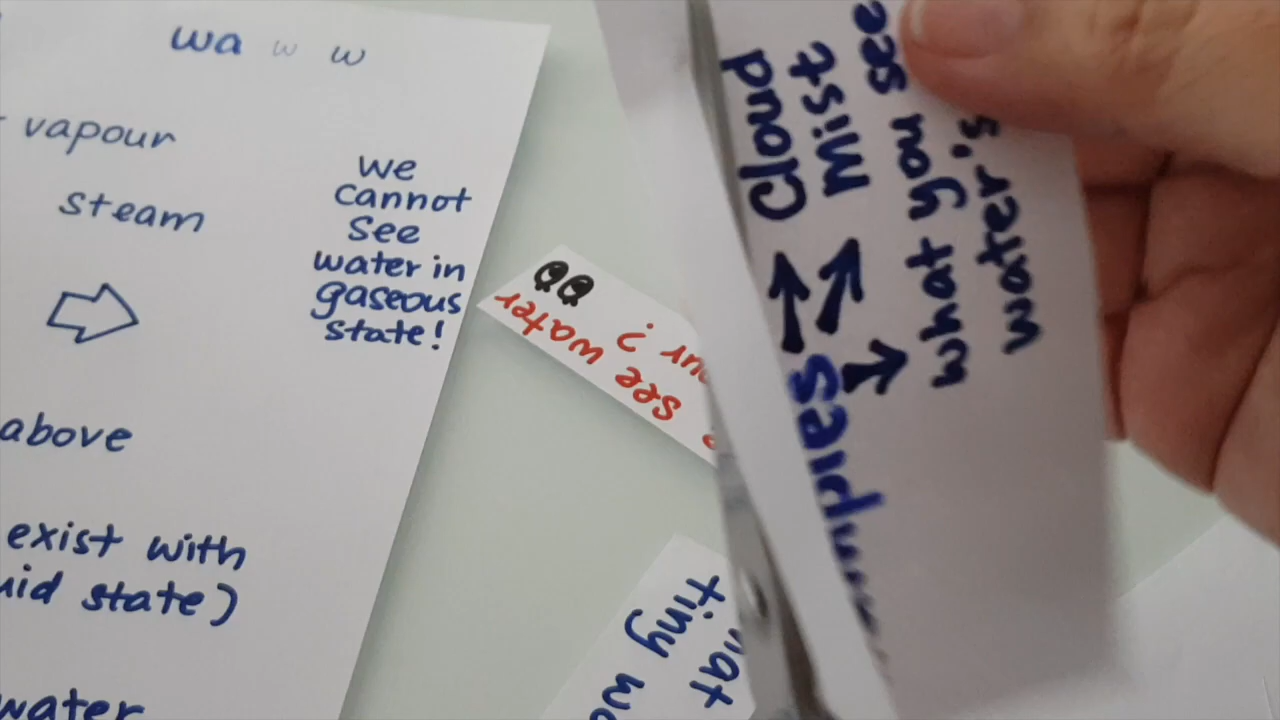 wa w w
vapour
steam
we
cannot
see
water in
gaseous
state!
above
exist with
uid state)
water
see water
?
Cloud
Mist
what you see
water's
tiny